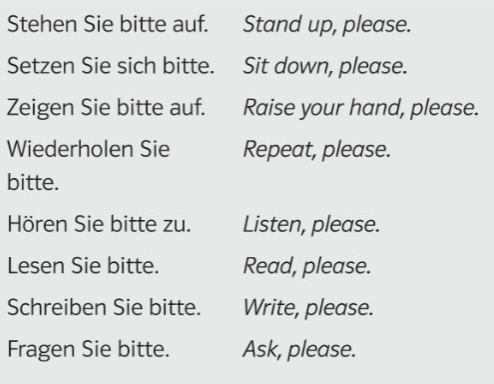 Stehen Sie bitte auf. Stand up, please.
Setzen Sie sich bitte. Sit down, please.
Zeigen Sie bitte auf. Raise your hand, please.
Wiederholen Sie Repeat, please.
bitte.
Hören Sie bitte zu. Listen, please.
Lesen Sie bitte. Read, please.
Schreiben Sie bitte. Write, please.
Fragen Sie bitte. Ask, please.